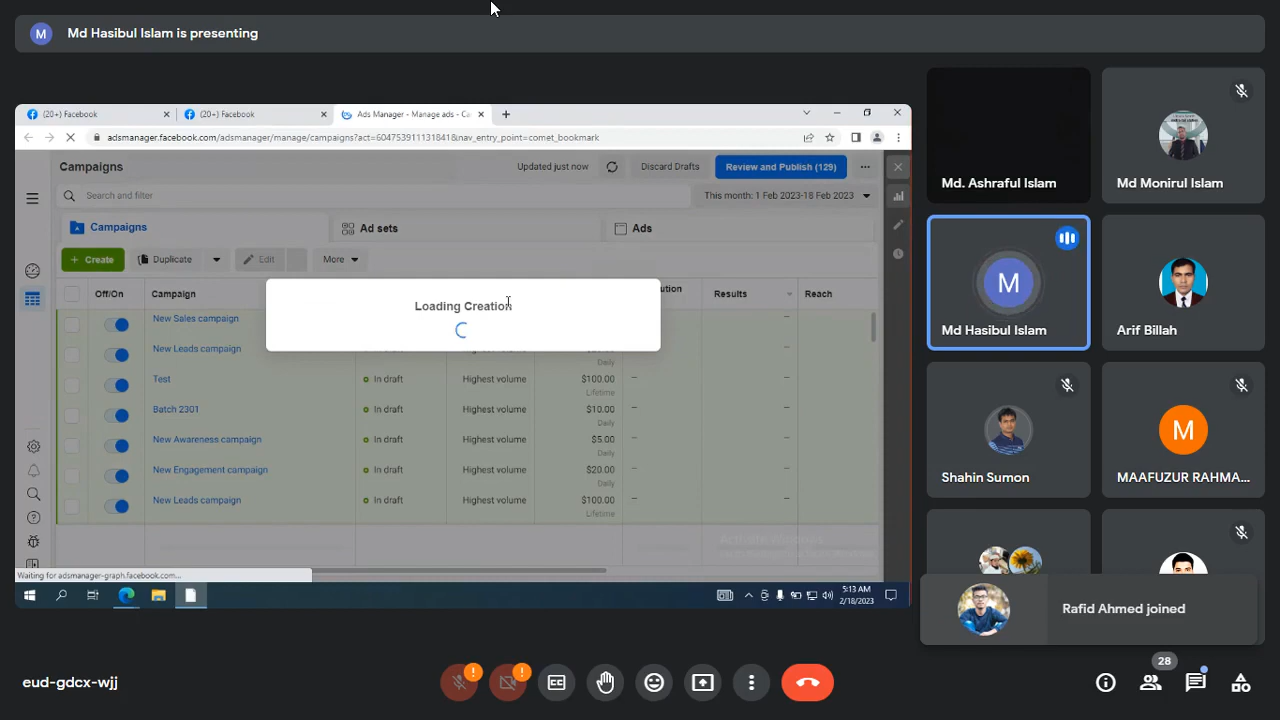 M Md Hasibul Islam is presenting
(20+) Facebook
(20+) Facebook
Ads Manager - Manage ads - Ca
adsmanager.facebook.com/adsmanager/manage/campaigns?act=604753911131841&nav_entry_point=comet_bookmark
Campaigns Updated just now Discard Drafts Review and Publish (129)
Search and filter This month: 1 Feb 2023-18 Feb 2023
Campaigns Ad sets Ads
+ Create Duplicate Edit More
Off/On Campaign Results Reach
Loading Creation
New Sales campaign
New Leads campaign
Daily
Test In draft Highest volume $100.00
Lifetime
Batch 2301 In draft Highest volume $10.00
Daily
New Awareness campaign In draft Highest volume $5.00
Daily
New Engagement campaign In draft Highest volume $20.00
Daily
New Leads campaign In draft Highest volume $100.00
Lifetime
Waiting for adsmanager-graph.facebook.com...
5:13 AM
2/18/2023
Md. Ashraful Islam
Md Monirul Islam
M
Md Hasibul Islam
Arif Billah
Shahin Sumon
M
MAAFUZUR RAHMA...
Rafid Ahmed joined
eud-gdcx-wjj
28